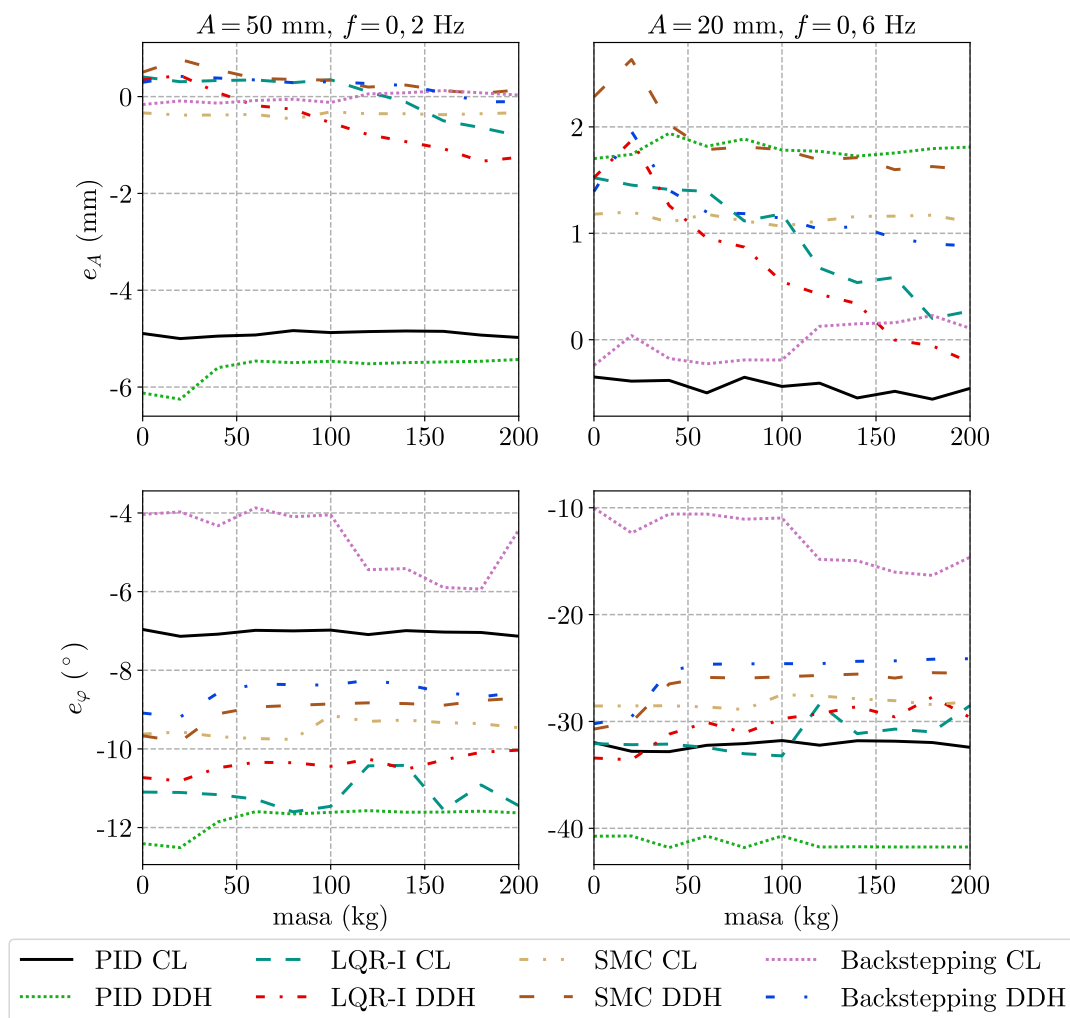 A = 50 mm, f = 0, 2 Hz
A = 20 mm, f = 0, 6 Hz
e_A (mm)
0
-2
-4
-6
0 50 100 150 200
2
1
0
0 50 100 150 200
e_φ (°)
-4
-6
-8
-10
-12
0 50 100 150 200
masa (kg)
-10
-20
-30
-40
0 50 100 150 200
masa (kg)
PID CL LQR-I CL SMC CL Backstepping CL
PID DDH LQR-I DDH SMC DDH Backstepping DDH